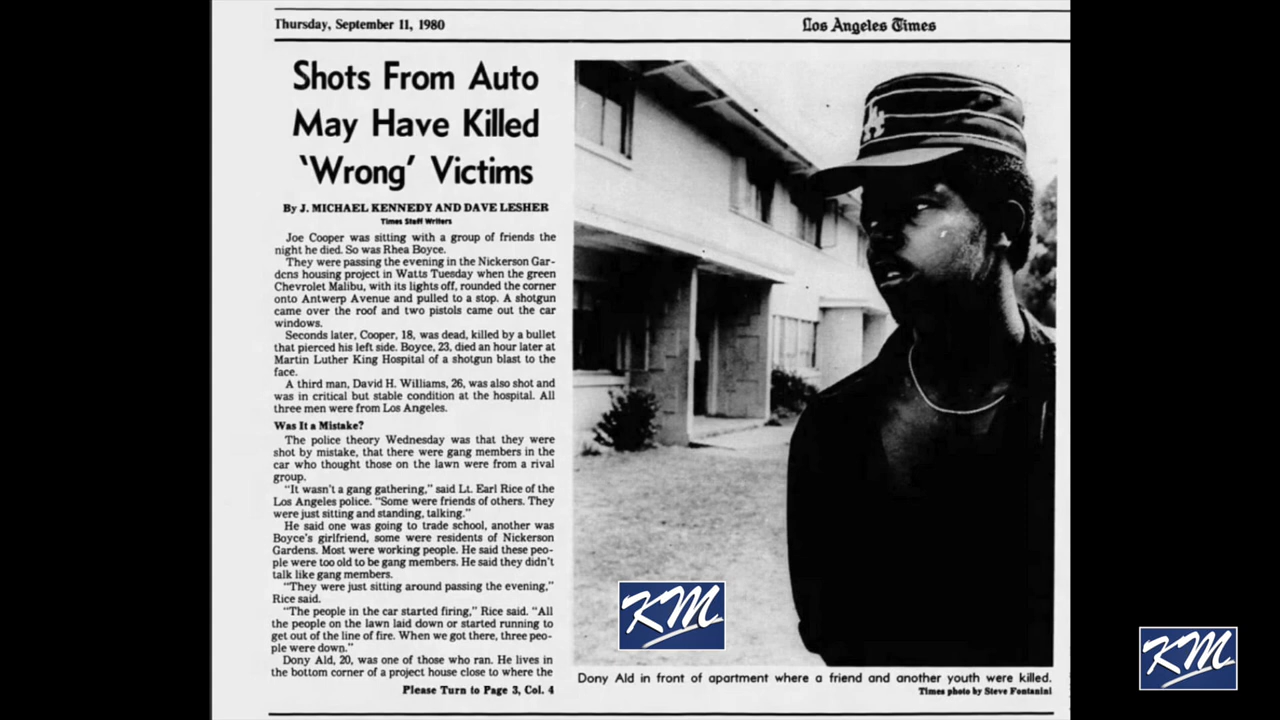 Thursday, September 11, 1980
Los Angeles Times
Shots From Auto
May Have Killed
‘Wrong’ Victims
By J. MICHAEL KENNEDY AND DAVE LESHER
Times Staff Writers
Joe Cooper was sitting with a group of friends the
night he died. So was Rhea Boyce.
They were passing the evening in the Nickerson Gar-
dens housing project in Watts Tuesday when the green
Chevrolet Malibu, with its lights off, rounded the corner
onto Antwerp Avenue and pulled to a stop. A shotgun
came over the roof and two pistols came out the car
windows.
Seconds later, Cooper, 18, was dead, killed by a bullet
that pierced his left side. Boyce, 23, died an hour later at
Martin Luther King Hospital of a shotgun blast to the
face.
A third man, David H. Williams, 26, was also shot and
was in critical but stable condition at the hospital. All
three men were from Los Angeles.
Was It a Mistake?
The police theory Wednesday was that they were
shot by mistake, that there were gang members in the
car who thought those on the lawn were from a rival
group.
“It wasn’t a gang gathering,” said Lt. Earl Rice of the
Los Angeles police. “Some were friends of others. They
were just sitting and standing, talking.”
He said one was going to trade school, another was
Boyce’s girlfriend, some were residents of Nickerson
Gardens. Most were working people. He said these peo-
ple were too old to be gang members. He said they didn’t
talk like gang members.
“They were just sitting around passing the evening,”
Rice said.
“The people in the car started firing,” Rice said. “All
the people on the lawn laid down or started running to
get out of the line of fire. When we got there, three peo-
ple were down.”
Dony Ald, 20, was one of those who ran. He lives in
the bottom corner of a project house close to where the
Please Turn to Page 3, Col. 4
LA
KM
Dony Ald in front of apartment where a friend and another youth were killed.
Times photo by Steve Fontanini
KM